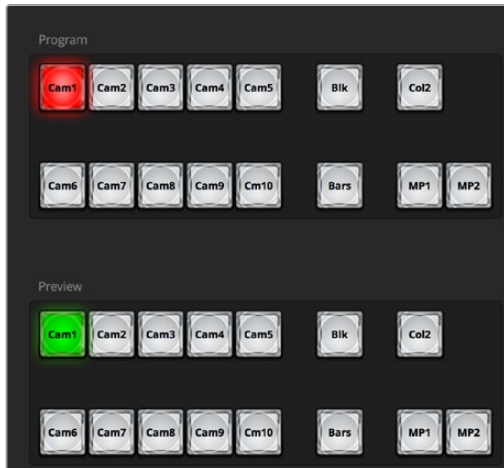 Program
Cam1 Cam2 Cam3 Cam4 Cam5 Blk Col2
Cam6 Cam7 Cam8 Cam9 Cm10 Bars MP1 MP2
Preview
Cam1 Cam2 Cam3 Cam4 Cam5 Blk Col2
Cam6 Cam7 Cam8 Cam9 Cm10 Bars MP1 MP2